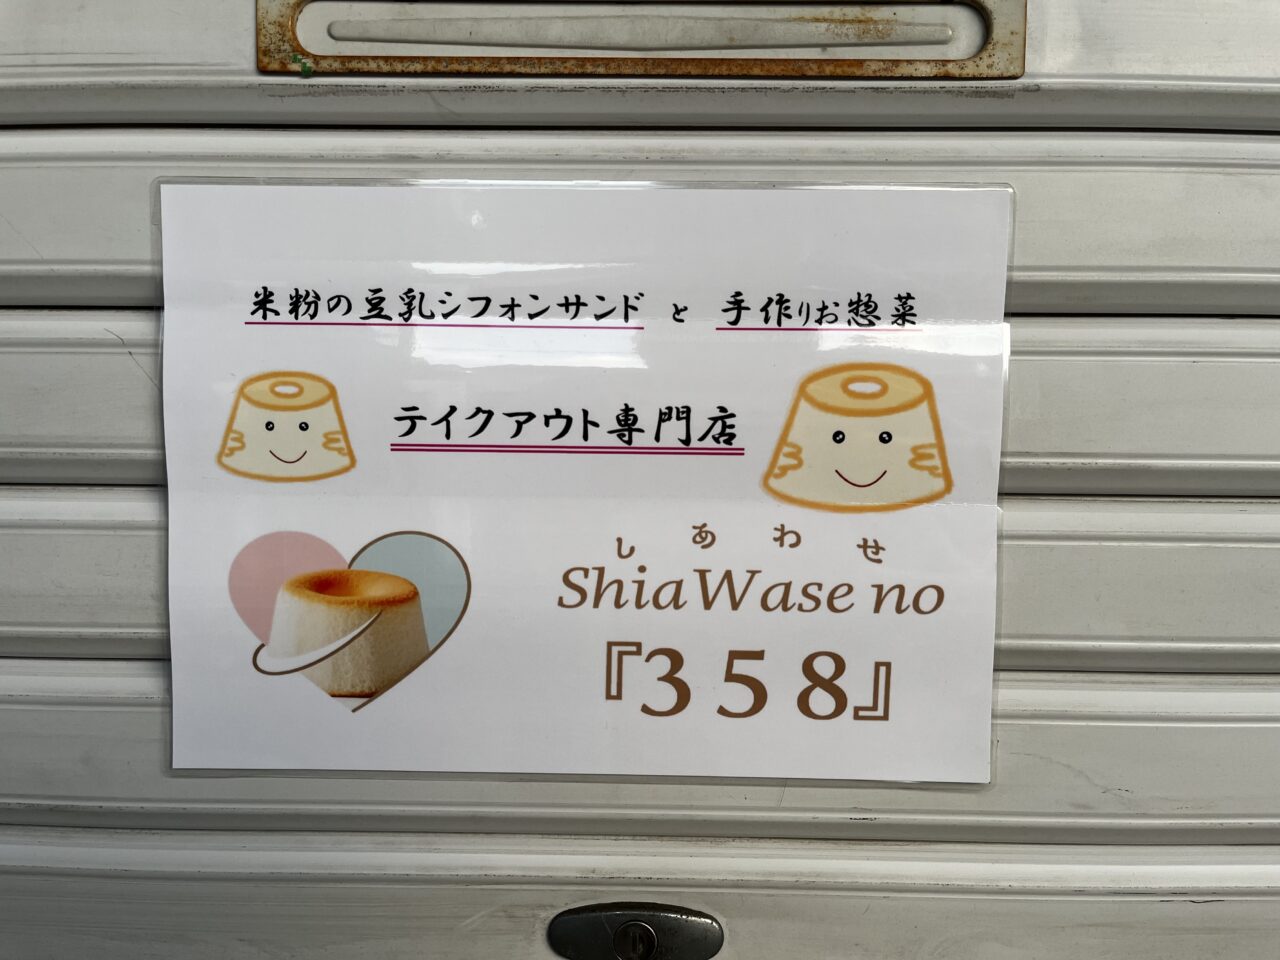 米粉の豆乳シフォンサンド と 手作りお惣菜
テイクアウト専門店
しあわせ
ShiaWase no
『358』